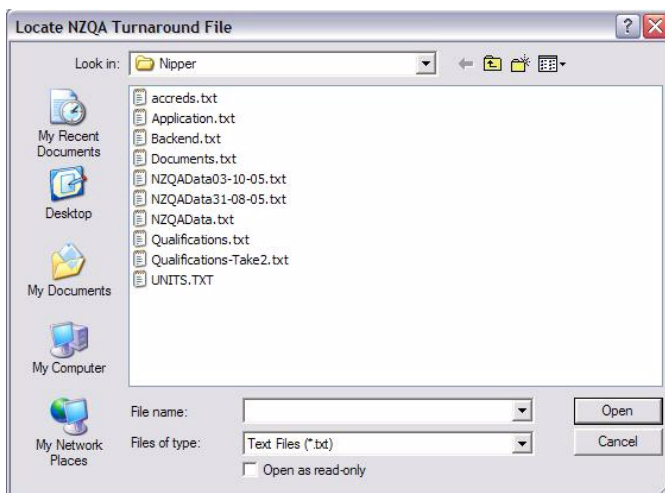 Locate NZQA Turnaround File
Look in: Nipper
My Recent
Documents
Desktop
My Documents
My Computer
My Network
Places
accreds.txt
Application.txt
Backend.txt
Documents.txt
NZQAData03-10-05.txt
NZQAData31-08-05.txt
NZQAData.txt
Qualifications.txt
Qualifications-Take2.txt
UNITS.TXT
File name:
Open
Files of type: Text Files (*.txt)
Cancel
Open as read-only